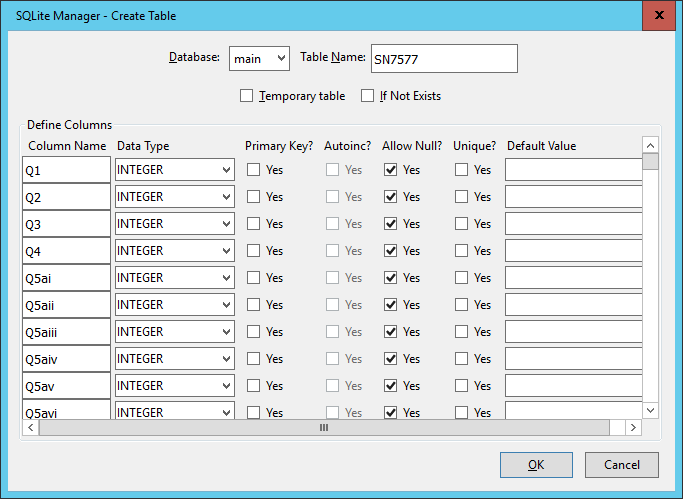 SQLite Manager - Create Table
Database: main Table Name: SN7577
Temporary table If Not Exists
Define Columns
Column Name Data Type Primary Key? Autoinc? Allow Null? Unique? Default Value
Q1 INTEGER Yes Yes Yes Yes
Q2 INTEGER Yes Yes Yes Yes
Q3 INTEGER Yes Yes Yes Yes
Q4 INTEGER Yes Yes Yes Yes
Q5ai INTEGER Yes Yes Yes Yes
Q5aii INTEGER Yes Yes Yes Yes
Q5aiii INTEGER Yes Yes Yes Yes
Q5aiv INTEGER Yes Yes Yes Yes
Q5av INTEGER Yes Yes Yes Yes
Q5avi INTEGER Yes Yes Yes Yes
OK Cancel